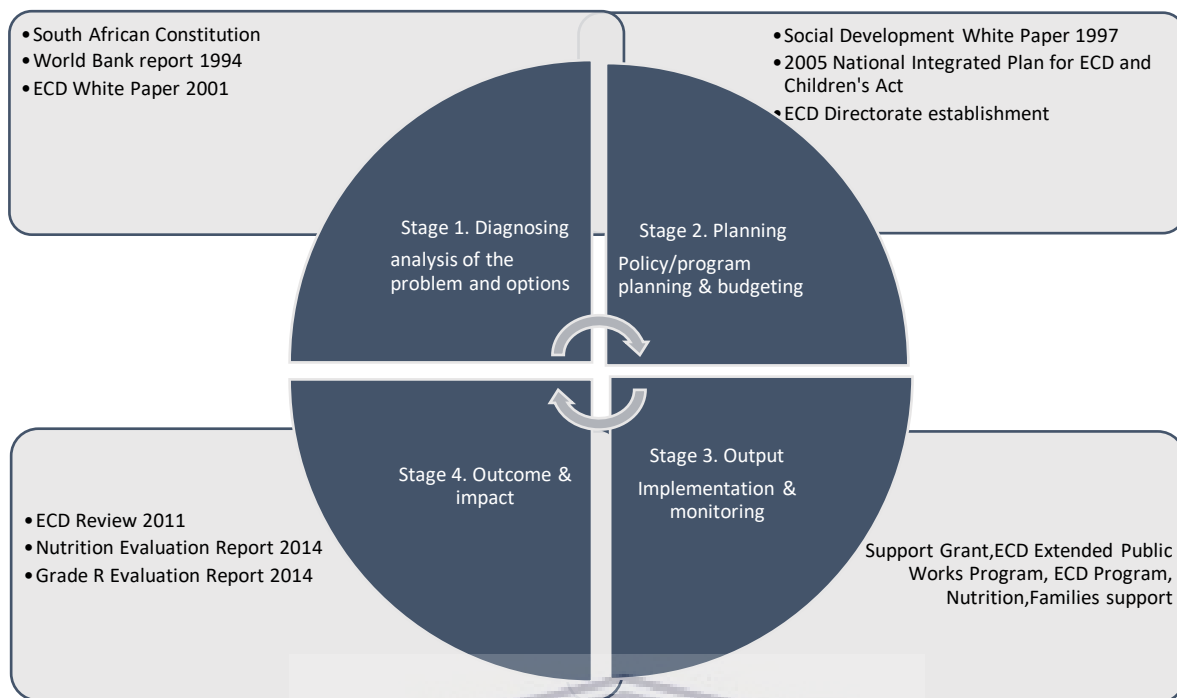 •South African Constitution
•World Bank report 1994
•ECD White Paper 2001
•Social Development White Paper 1997
•2005 National Integrated Plan for ECD and
Children's Act
•ECD Directorate establishment
Stage 1. Diagnosing
analysis of the
problem and options
Stage 2. Planning
Policy/program
planning & budgeting
Stage 4. Outcome &
impact
Stage 3. Output
Implementation &
monitoring
•ECD Review 2011
•Nutrition Evaluation Report 2014
•Grade R Evaluation Report 2014
Support Grant,ECD Extended Public
Works Program, ECD Program,
Nutrition,Families support